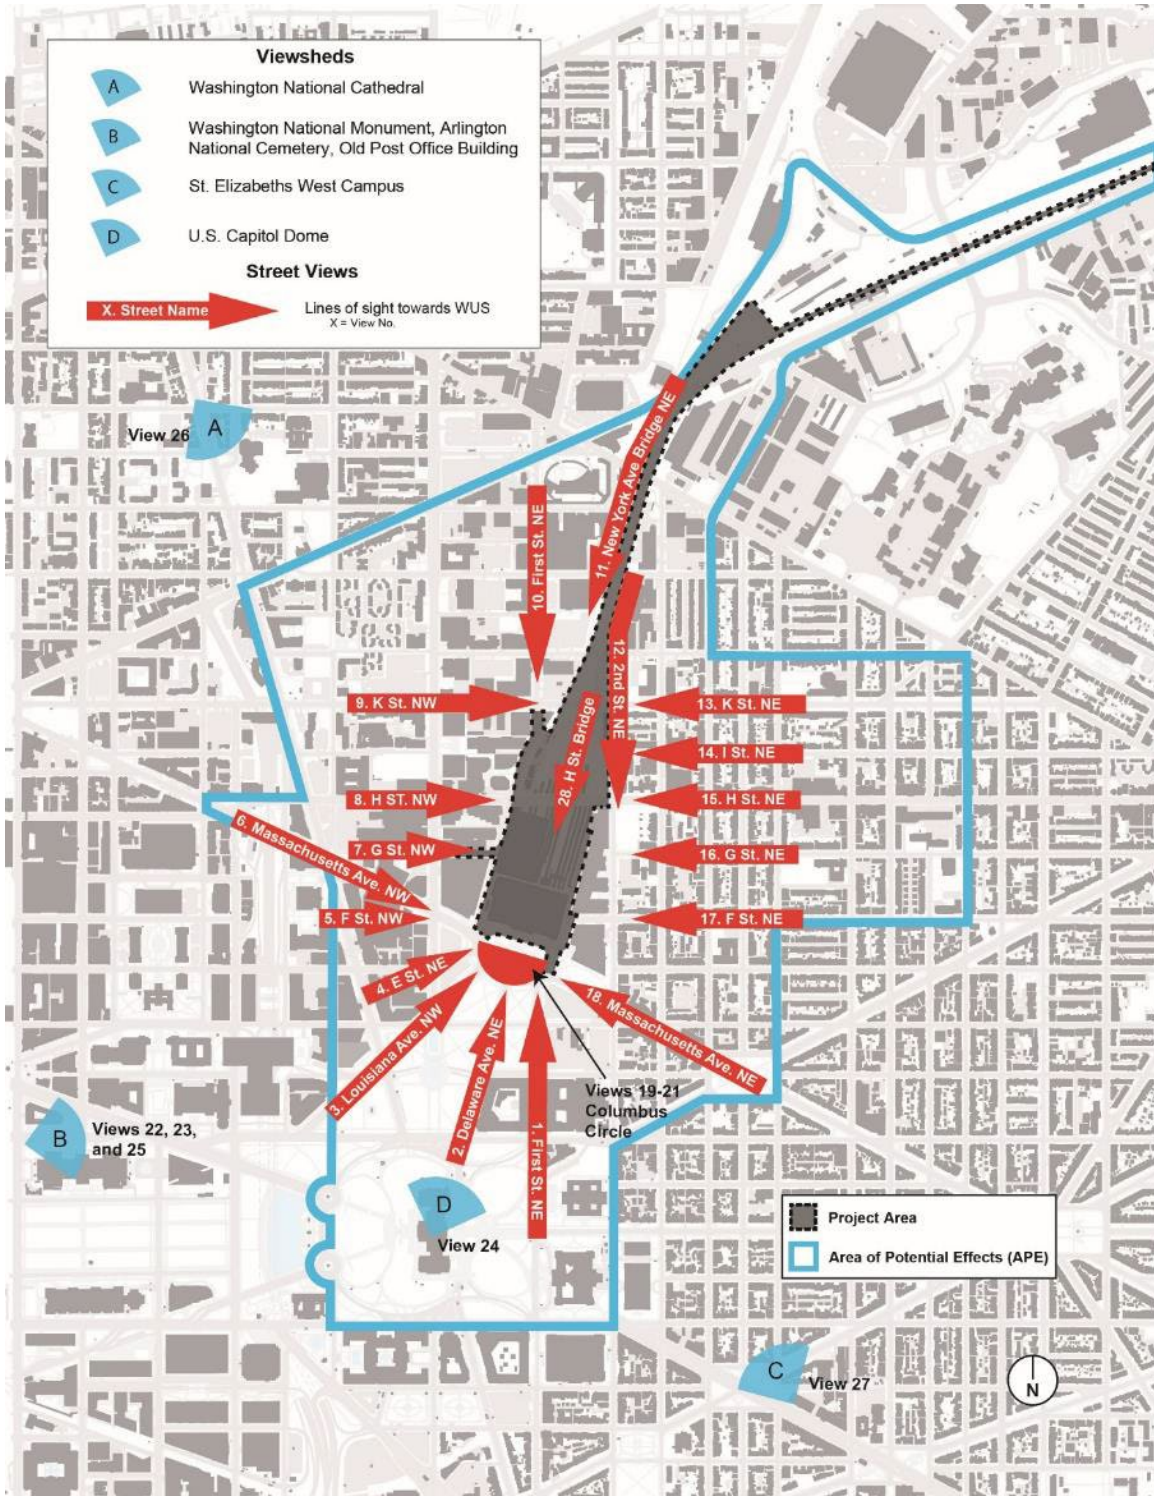 Viewsheds
A
Washington National Cathedral
B
Washington National Monument, Arlington
National Cemetery, Old Post Office Building
C
St. Elizabeths West Campus
D
U.S. Capitol Dome
Street Views
X. Street Name
Lines of sight towards WUS
X = View No.
View 26
A
11. New York Ave Bridge NE
10. First St. NE
12. 2nd St. NE
9. K St. NW
13. K St. NE
28. H St. Bridge
14. I St. NE
8. H ST. NW
15. H St. NE
6. Massachusetts Ave. NW
7. G St. NW
16. G St. NE
5. F St. NW
17. F St. NE
4. E St. NE
18. Massachusetts Ave. NE
3. Louisiana Ave. NW
2. Delaware Ave. NE
1. First St. NE
Views 19-21
Columbus
Circle
B
Views 22, 23,
and 25
D
View 24
Project Area
Area of Potential Effects (APE)
C
View 27
N